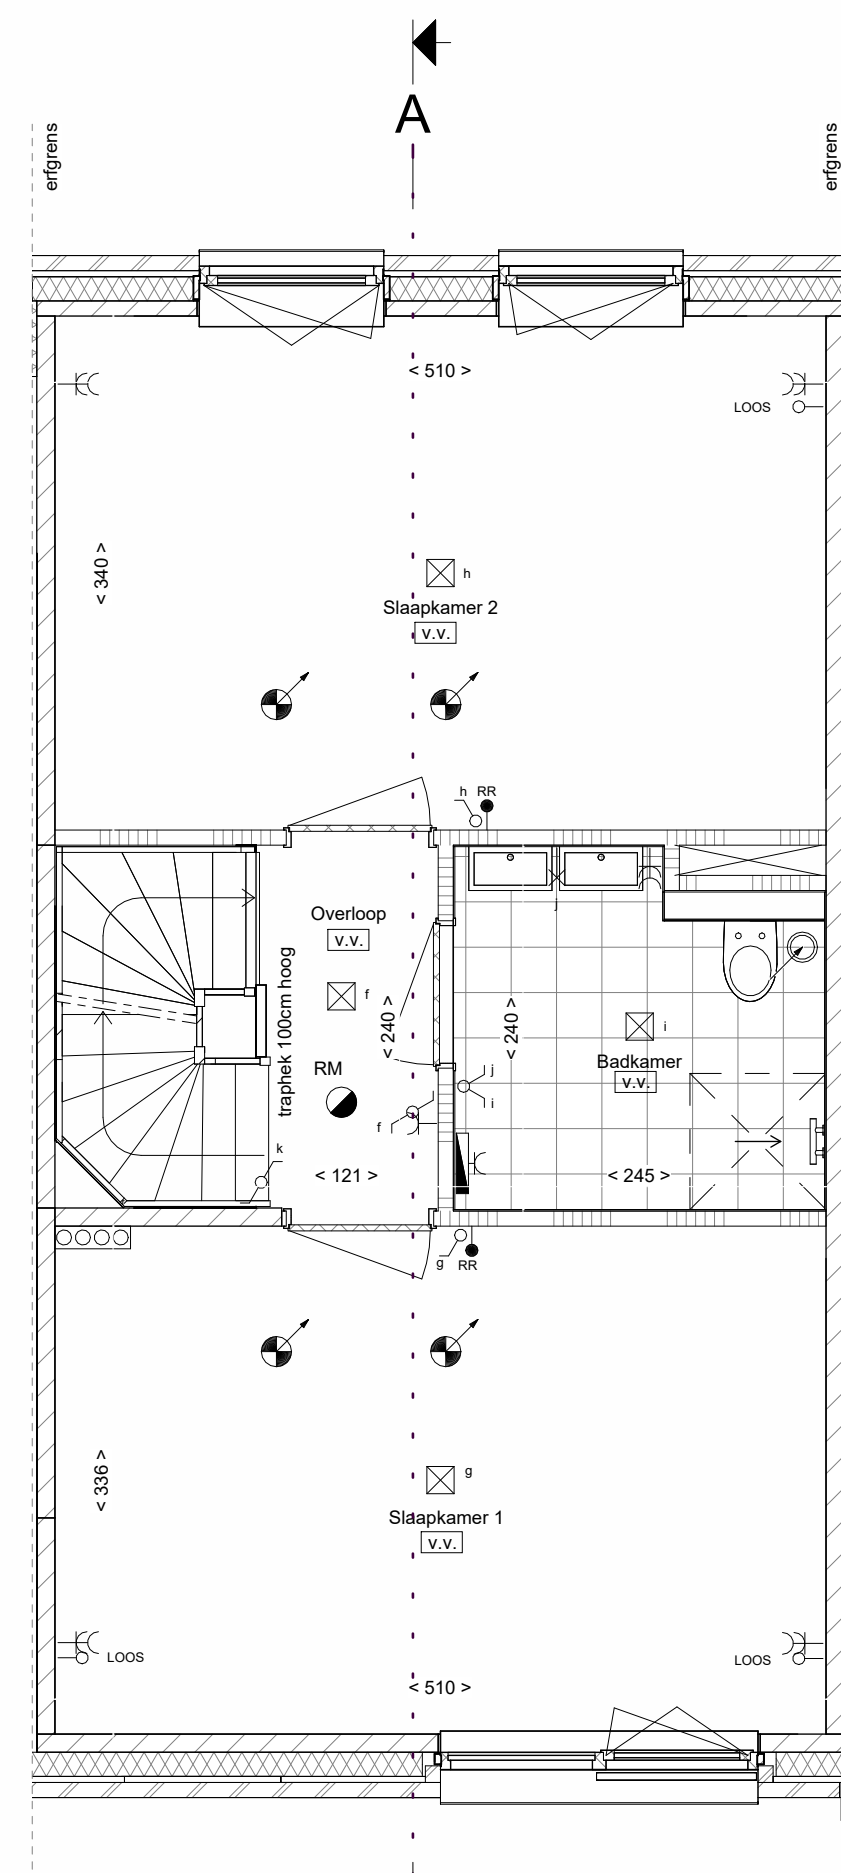 A
erfgrens
erfgrens
< 510 >
LOOS
< 340 >
h
Slaapkamer 2
v.v.
h RR
j
Overloop
v.v.
f
traphek 100cm hoog
< 240 >
< 240 >
i
Badkamer
v.v.
RM
j
i
f
k
< 121 >
< 245 >
g
RR
g
< 336 >
Slaapkamer 1
v.v.
LOOS
LOOS
< 510 >